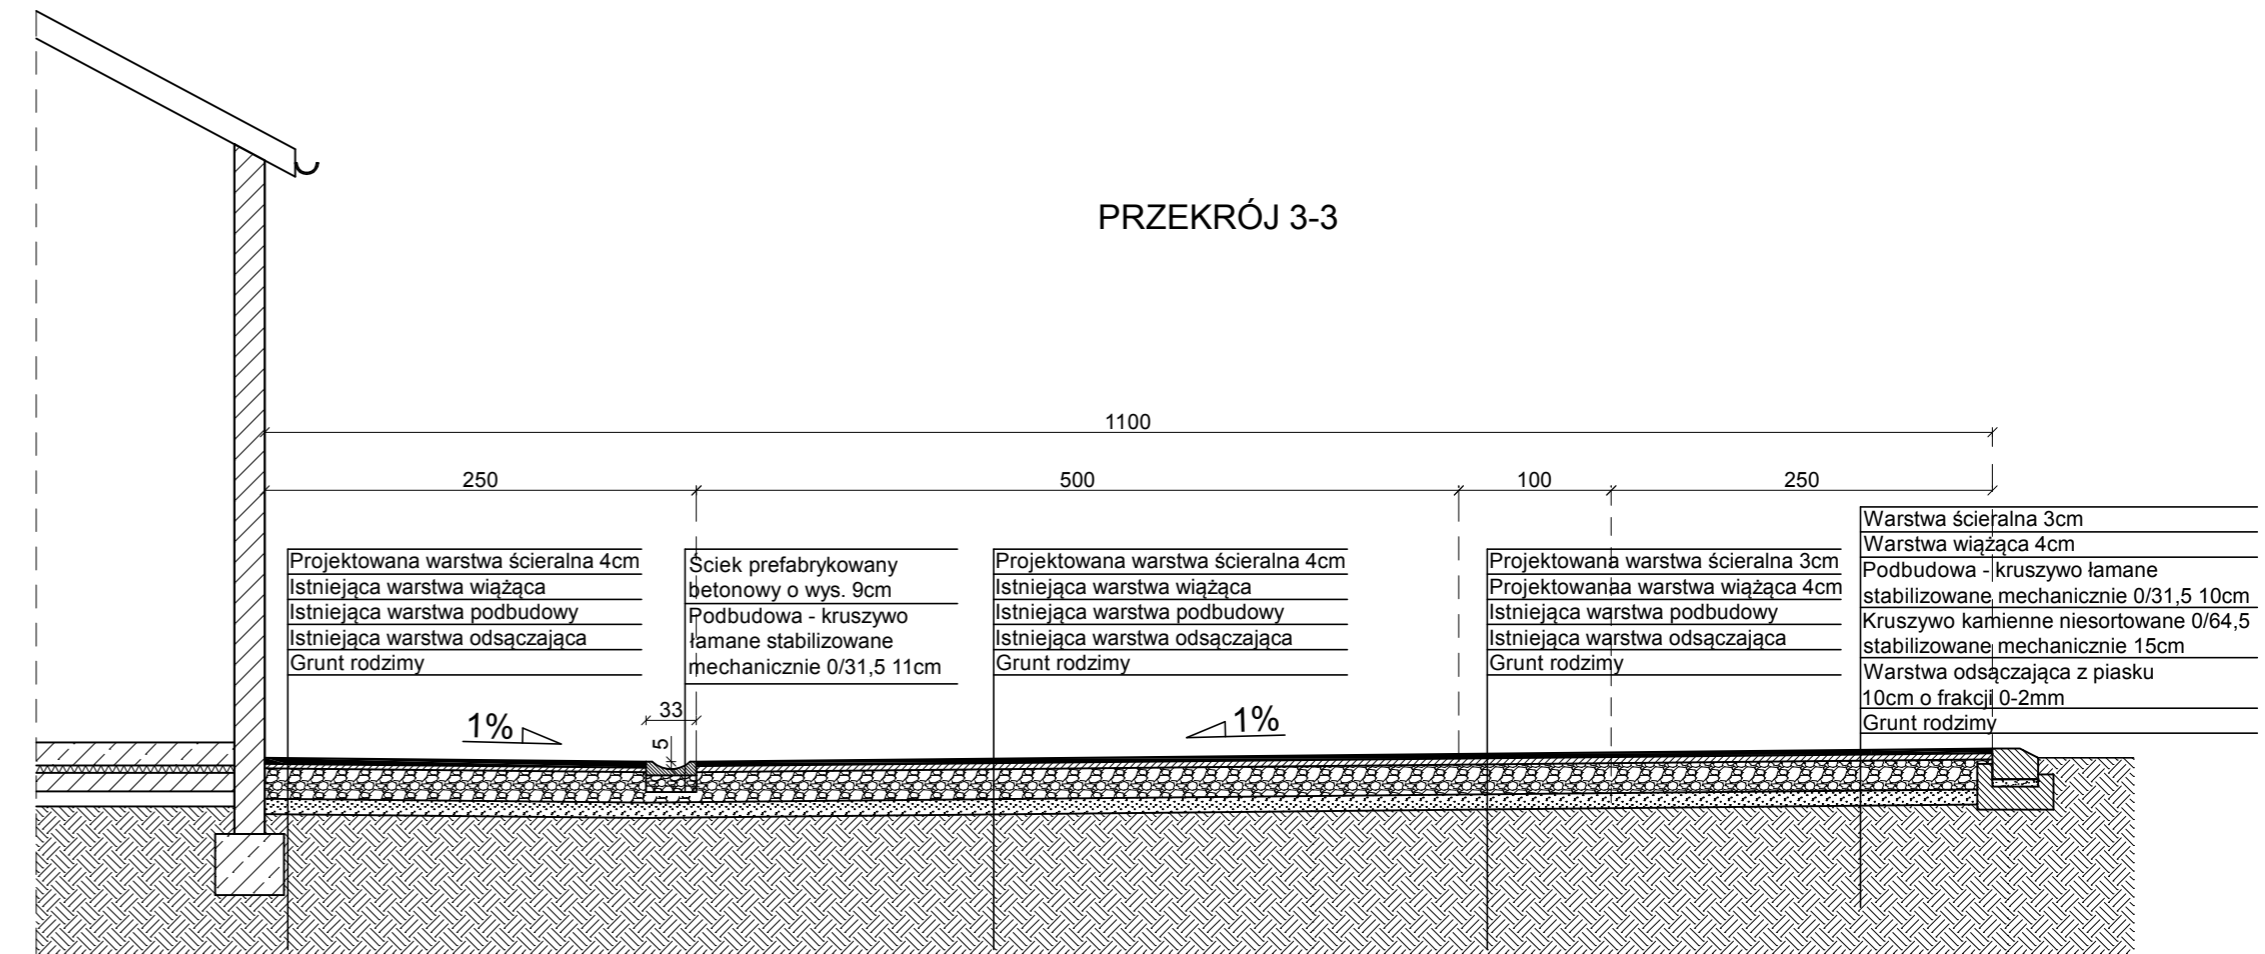 PRZEKRÓJ 3-3
1100
250
500
100
250
Projektowana warstwa ścieralna 4cm
Istniejąca warstwa wiążąca
Istniejąca warstwa podbudowy
Istniejąca warstwa odsączająca
Grunt rodzimy
Ściek prefabrykowany
betonowy o wys. 9cm
Podbudowa - kruszywo
łamane stabilizowane
mechanicznie 0/31,5 11cm
Projektowana warstwa ścieralna 4cm
Istniejąca warstwa wiążąca
Istniejąca warstwa podbudowy
Istniejąca warstwa odsączająca
Grunt rodzimy
Projektowana warstwa ścieralna 3cm
Projektowanaa warstwa wiążąca 4cm
Istniejąca warstwa podbudowy
Istniejąca warstwa odsączająca
Grunt rodzimy
Warstwa ścieralna 3cm
Warstwa wiążąca 4cm
Podbudowa - kruszywo łamane
stabilizowane mechanicznie 0/31,5 10cm
Kruszywo kamienne niesortowane 0/64,5
stabilizowane mechanicznie 15cm
Warstwa odsączająca z piasku
10cm o frakcji 0-2mm
Grunt rodzimy
1%
33
5
1%